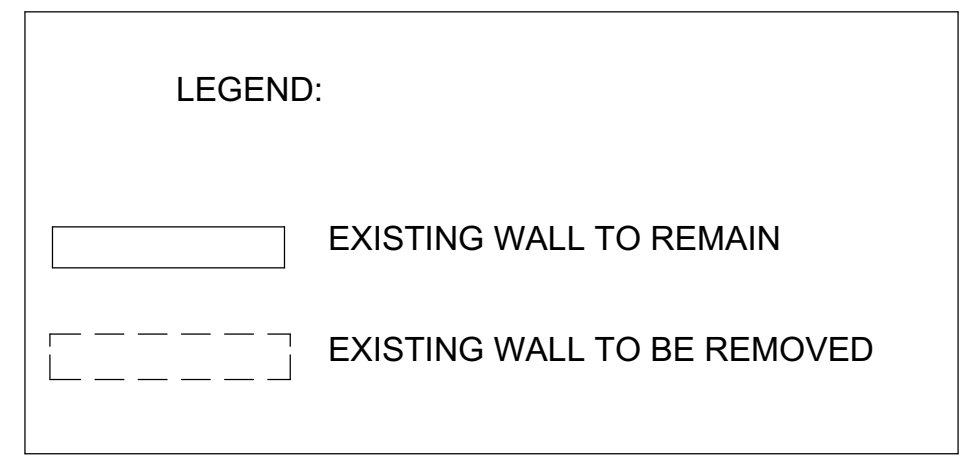 LEGEND:
EXISTING WALL TO REMAIN
EXISTING WALL TO BE REMOVED